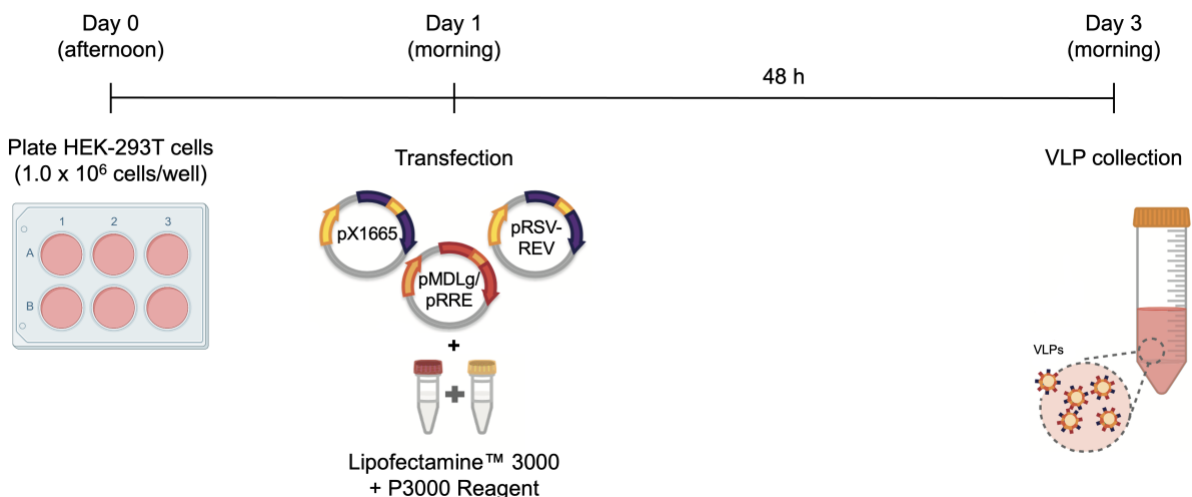 Day 0
(afternoon)
Day 1
(morning)
Day 3
(morning)
48 h
Plate HEK-293T cells
(1.0 x 10⁶ cells/well)
Transfection
VLP collection
1 2 3
A
B
pX1665
pRSV-
REV
pMDLg/
pRRE
+
+
VLPs
Lipofectamine™ 3000
+ P3000 Reagent